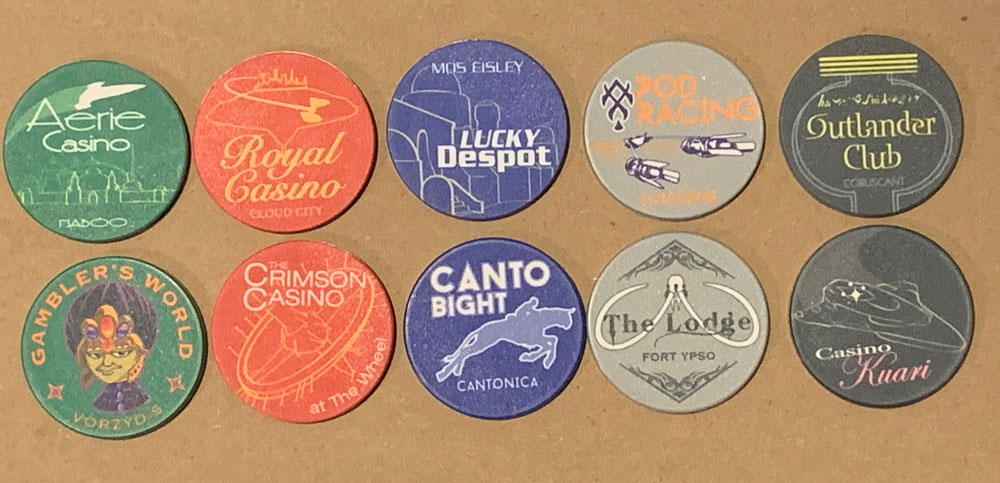 Aerie
Casino
NABOO
Royal
Casino
CLOUD CITY
MOS EISLEY
LUCKY
Despot
POD
RACING
Outlander
Club
CORUSCANT
GAMBLER'S WORLD
VORZYD 5
THE
CRIMSON
CASINO
at The Wheel
CANTO
BIGHT
CANTONICA
The Lodge
FORT YPSO
Casino
Kuari